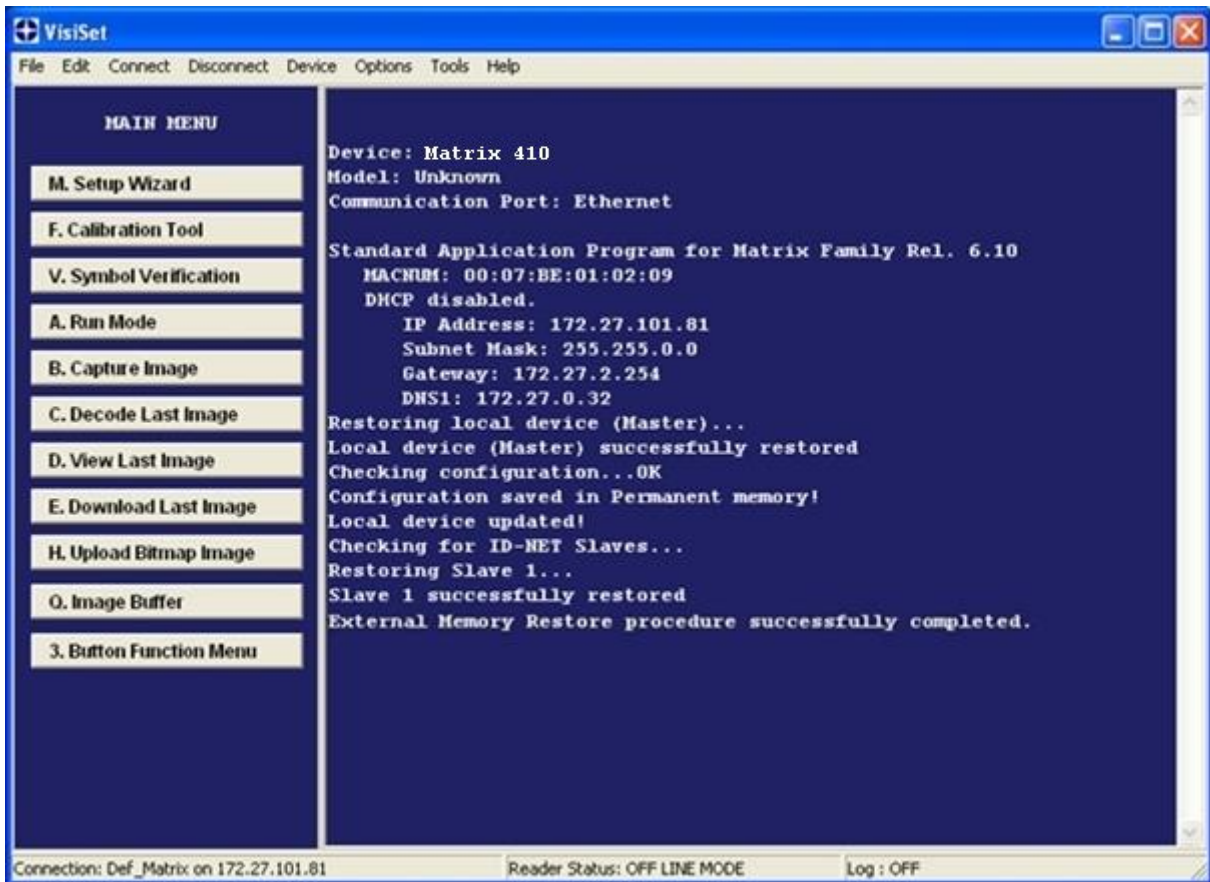 VisiSet
File Edit Connect Disconnect Device Options Tools Help
MAIN MENU
M. Setup Wizard
F. Calibration Tool
V. Symbol Verification
A. Run Mode
B. Capture Image
C. Decode Last Image
D. View Last Image
E. Download Last Image
H. Upload Bitmap Image
Q. Image Buffer
3. Button Function Menu
Device: Matrix 410
Model: Unknown
Communication Port: Ethernet
Standard Application Program for Matrix Family Rel. 6.10
MACNUM: 00:07:BE:01:02:09
DHCP disabled.
IP Address: 172.27.101.81
Subnet Mask: 255.255.0.0
Gateway: 172.27.2.254
DNS1: 172.27.0.32
Restoring local device (Master)...
Local device (Master) successfully restored
Checking configuration...OK
Configuration saved in Permanent memory!
Local device updated!
Checking for ID-NET Slaves...
Restoring Slave 1...
Slave 1 successfully restored
External Memory Restore procedure successfully completed.
Connection: Def_Matrix on 172.27.101.81 Reader Status: OFF LINE MODE Log : OFF